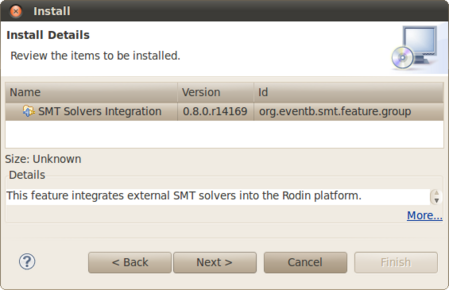 Install
Install Details
Review the items to be installed.
Name Version Id
SMT Solvers Integration 0.8.0.r14169 org.eventb.smt.feature.group
Size: Unknown
Details
This feature integrates external SMT solvers into the Rodin platform.
More...
? < Back Next > Cancel Finish